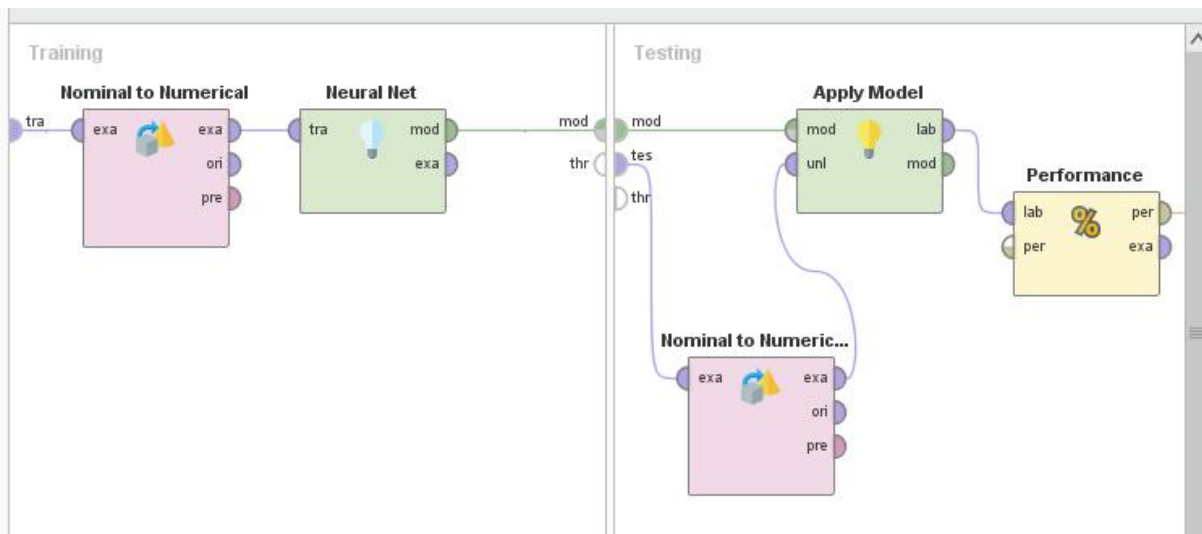 Training
Nominal to Numerical
tra
exa
exa
ori
pre
Neural Net
tra
mod
exa
mod
thr
Testing
mod
tes
thr
Apply Model
mod
lab
unl
mod
Performance
lab
per
per
exa
Nominal to Numeric...
exa
exa
ori
pre